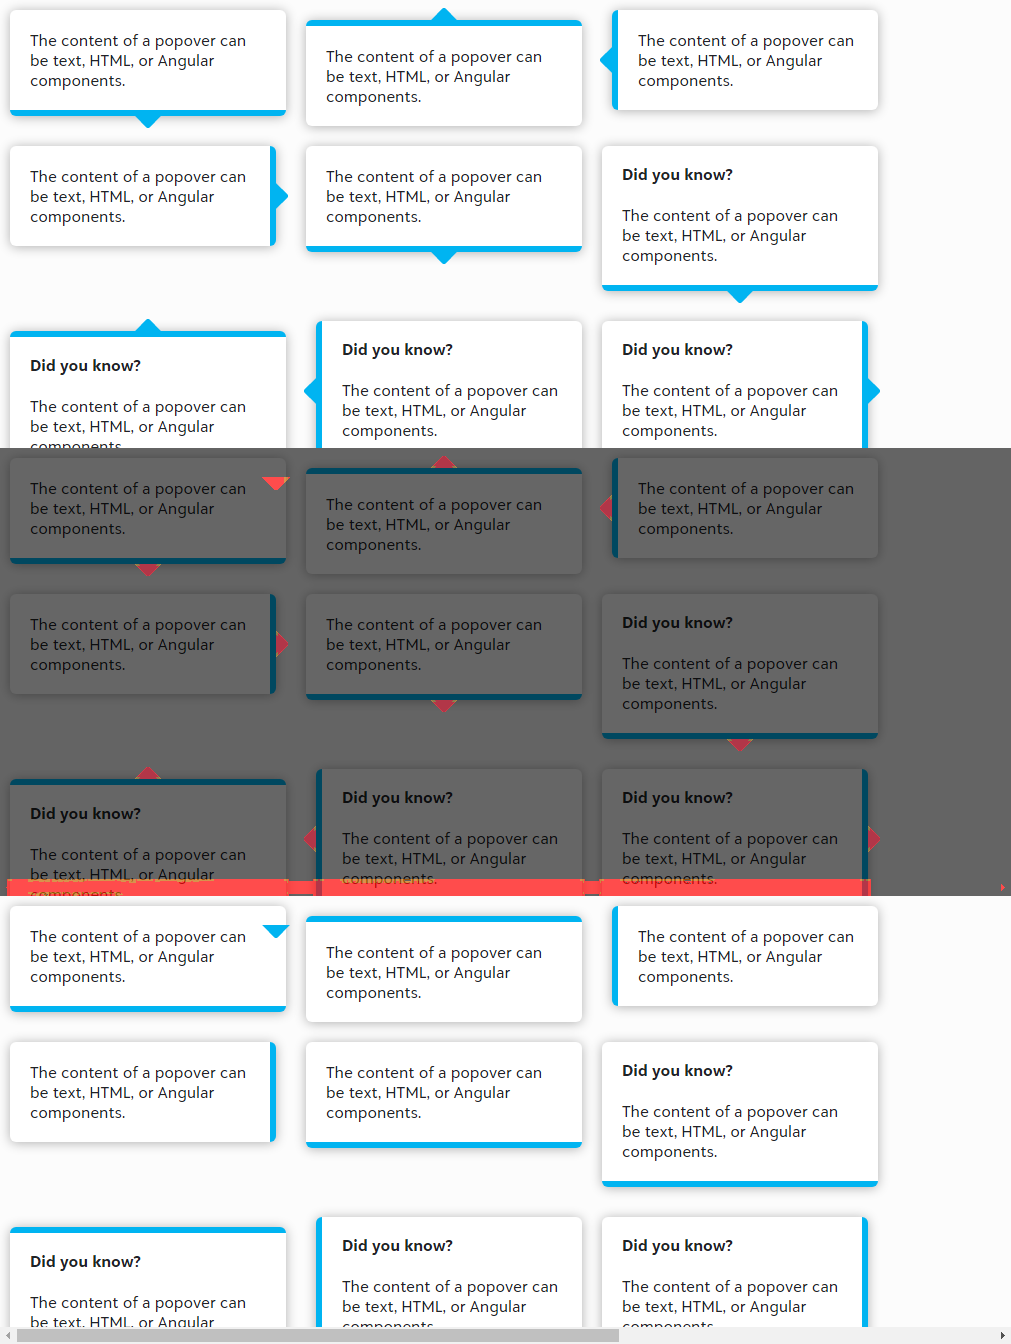 The content of a popover can
be text, HTML, or Angular
components.
The content of a popover can
be text, HTML, or Angular
components.
The content of a popover can
be text, HTML, or Angular
components.
The content of a popover can
be text, HTML, or Angular
components.
The content of a popover can
be text, HTML, or Angular
components.
Did you know?
The content of a popover can
be text, HTML, or Angular
components.
Did you know?
The content of a popover can
be text, HTML, or Angular
components.
Did you know?
The content of a popover can
be text, HTML, or Angular
components.
Did you know?
The content of a popover can
be text, HTML, or Angular
components.
The content of a popover can
be text, HTML, or Angular
components.
The content of a popover can
be text, HTML, or Angular
components.
The content of a popover can
be text, HTML, or Angular
components.
The content of a popover can
be text, HTML, or Angular
components.
The content of a popover can
be text, HTML, or Angular
components.
Did you know?
The content of a popover can
be text, HTML, or Angular
components.
Did you know?
The content of a popover can
be text, HTML, or Angular
components.
Did you know?
The content of a popover can
be text, HTML, or Angular
components.
Did you know?
The content of a popover can
be text, HTML, or Angular
components.
The content of a popover can
be text, HTML, or Angular
components.
The content of a popover can
be text, HTML, or Angular
components.
The content of a popover can
be text, HTML, or Angular
components.
The content of a popover can
be text, HTML, or Angular
components.
The content of a popover can
be text, HTML, or Angular
components.
Did you know?
The content of a popover can
be text, HTML, or Angular
components.
Did you know?
The content of a popover can
be text, HTML, or Angular
Did you know?
The content of a popover can
be text, HTML, or Angular
components.
Did you know?
The content of a popover can
be text, HTML, or Angular
components.